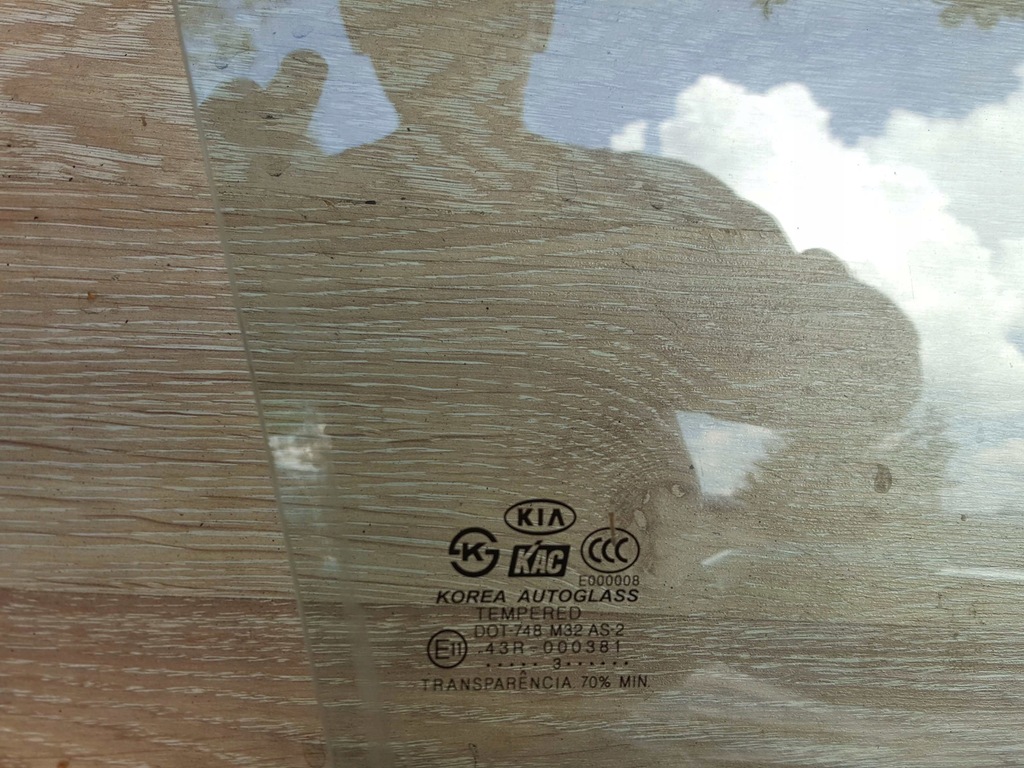 KIA
K KAC CCC
E000008
KOREA AUTOGLASS
TEMPERED
DOT-748 M32 AS-2
E11 .43R-000381
..... 3......
TRANSPARÊNCIA 70% MIN.